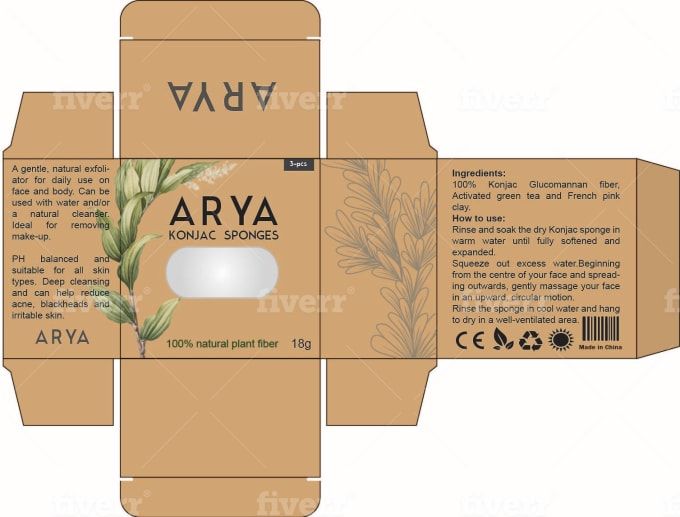 ARYA
A gentle, natural exfoli-
ator for daily use on
face and body. Can be
used with water and/or
a natural cleanser.
Ideal for removing
make-up.
PH balanced and
suitable for all skin
types. Deep cleansing
and can help reduce
acne, blackheads and
irritable skin.
ARYA
3-pcs
ARYA
KONJAC SPONGES
100% natural plant fiber
18g
Ingredients:
100% Konjac Glucomannan fiber,
Activated green tea and French pink
clay.
How to use:
Rinse and soak the dry Konjac sponge in
warm water until fully softened and
expanded.
Squeeze out excess water.Beginning
from the centre of your face and spread-
ing outwards, gently massage your face
in an upward, circular motion.
Rinse the sponge in cool water and hang
to dry in a well-ventilated area.
CE
Made in China
fiverr®